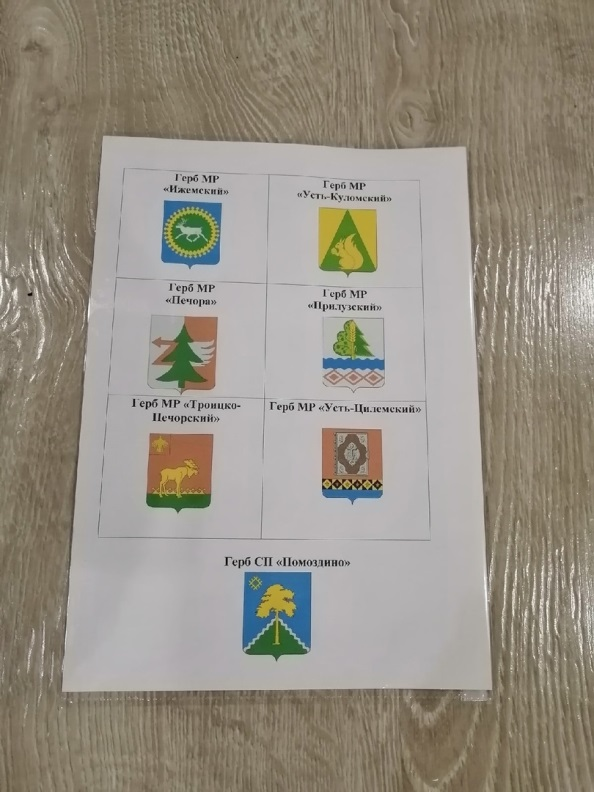 Герб МР
«Ижемский»
Герб МР
«Усть-Куломский»
Герб МР
«Печора»
Герб МР
«Прилузский»
Герб МР «Троицко-
Печорский»
Герб МР «Усть-Цилемский»
Герб СП «Помоздино»